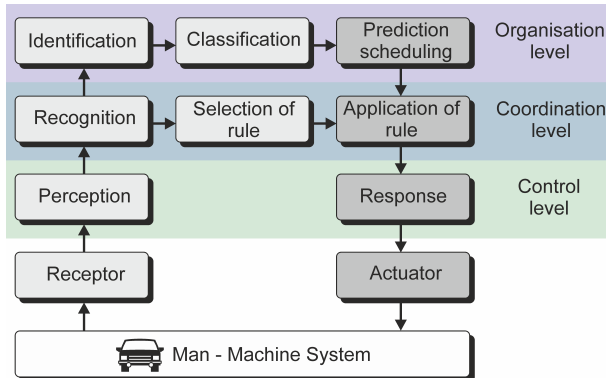 Identification
Classification
Prediction
scheduling
Organisation
level
Recognition
Selection of
rule
Application of
rule
Coordination
level
Perception
Response
Control
level
Receptor
Actuator
Man - Machine System